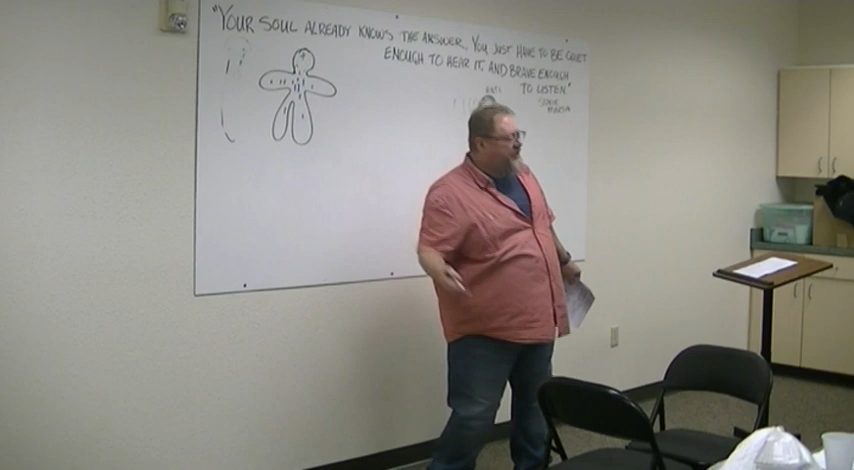 "YOUR SOUL ALREADY KNOWS THE ANSWER. YOU JUST HAVE TO BE QUIET
ENOUGH TO HEAR IT, AND BRAVE ENOUGH
TO LISTEN."